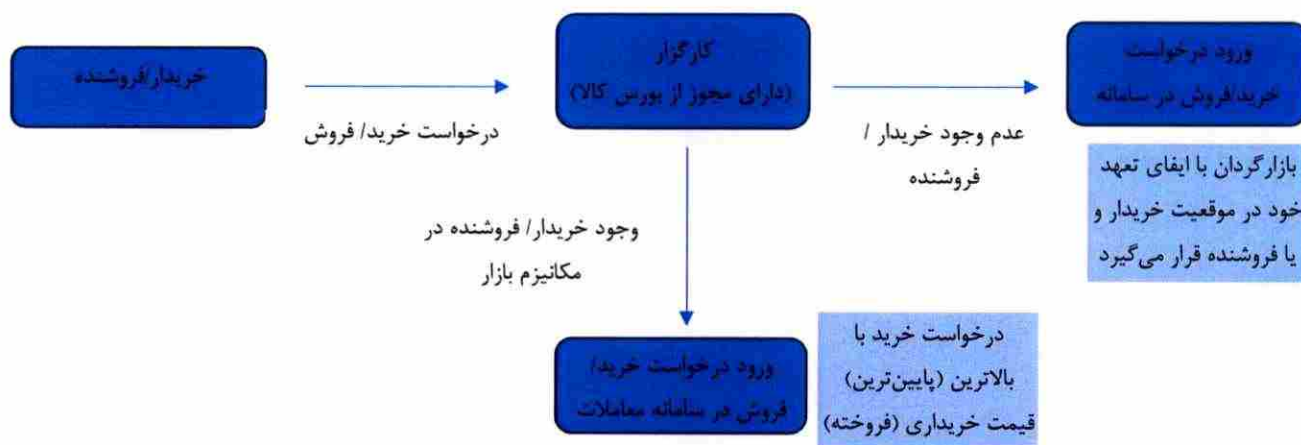 خریدار/فروشنده
درخواست خرید/ فروش
کارگزار
(دارای مجوز از بورس کالا)
عدم وجود خریدار /
فروشنده
ورود درخواست
خرید/فروش در سامانه
بازارگردان با ایفای تعهد
خود در موقعیت خریدار و
یا فروشنده قرار می‌گیرد
وجود خریدار/ فروشنده در
مکانیزم بازار
ورود درخواست خرید/
فروش در سامانه معاملات
درخواست خرید با
بالاترین (پایین‌ترین)
قیمت خریداری (فروخته)